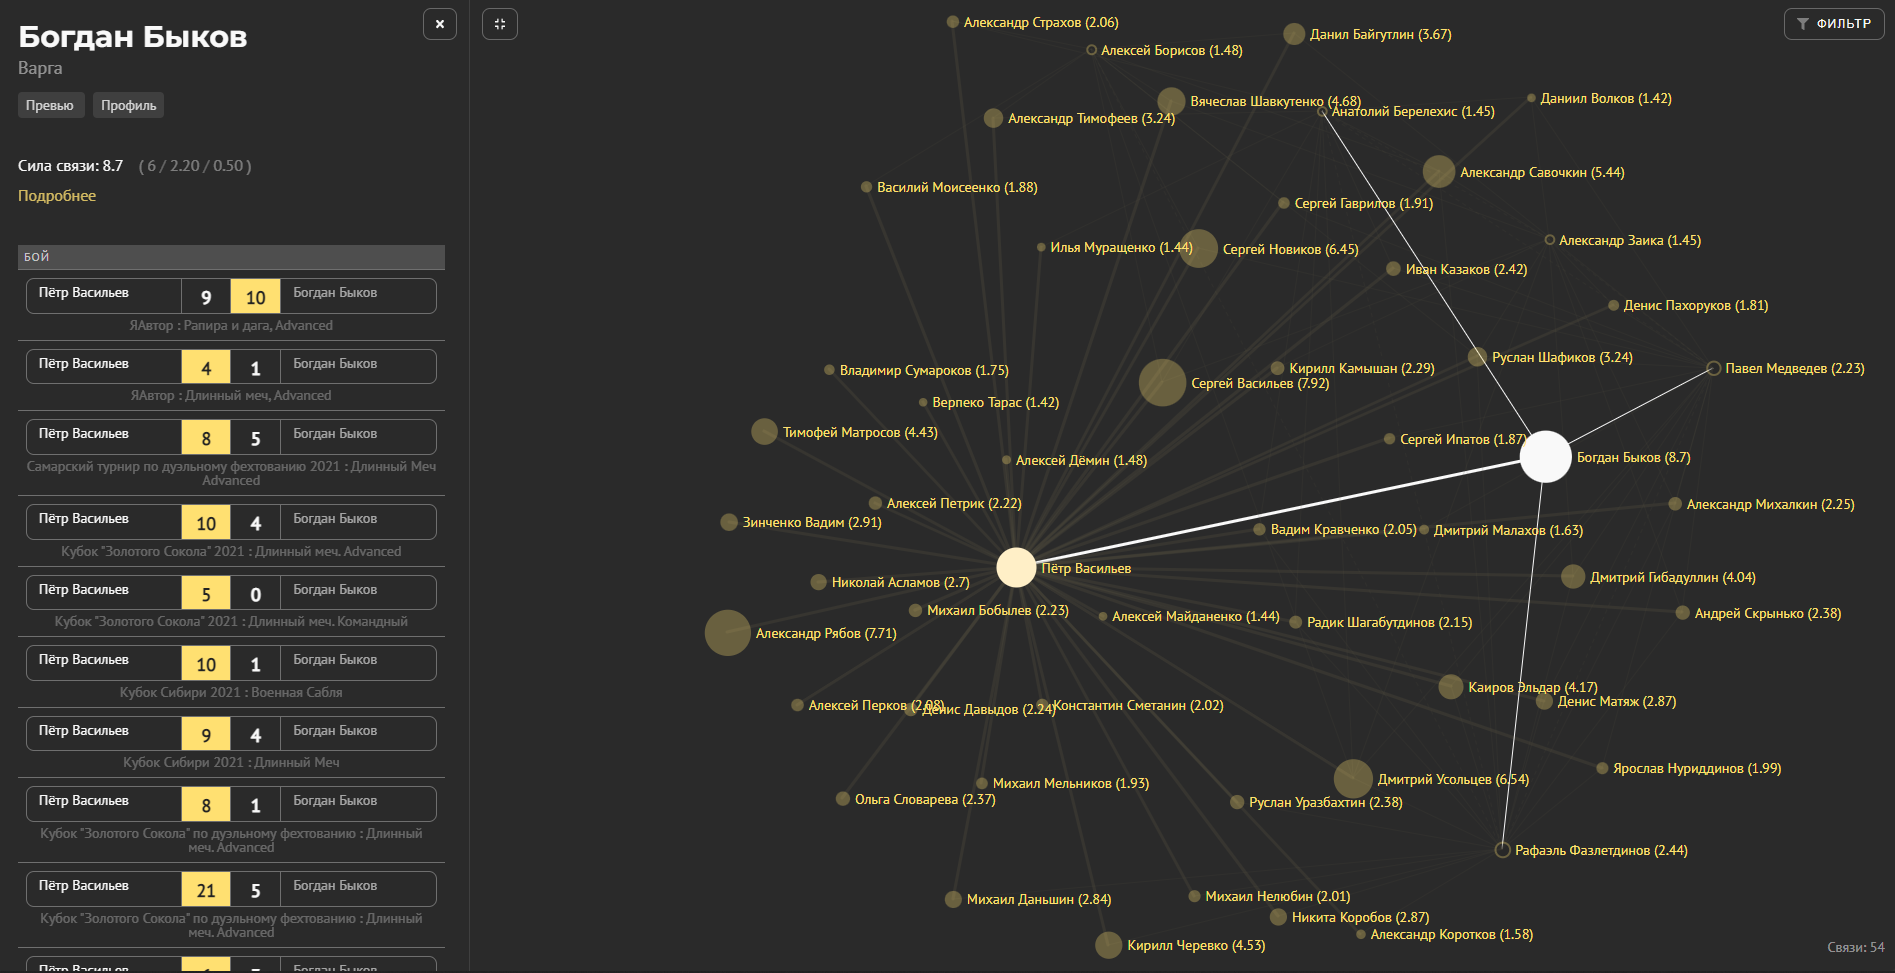 Богдан Быков
Варга
Превью
Профиль
Сила связи: 8.7 ( 6 / 2.20 / 0.50 )
Подробнее
БОЙ
Пётр Васильев 9 10 Богдан Быков
ЯАвтор : Рапира и дага, Advanced
Пётр Васильев 4 1 Богдан Быков
ЯАвтор : Длинный меч, Advanced
Пётр Васильев 8 5 Богдан Быков
Самарский турнир по дуэльному фехтованию 2021 : Длинный Меч
Advanced
Пётр Васильев 10 4 Богдан Быков
Кубок "Золотого Сокола" 2021 : Длинный меч. Advanced
Пётр Васильев 5 0 Богдан Быков
Кубок "Золотого Сокола" 2021 : Длинный меч. Командный
Пётр Васильев 10 1 Богдан Быков
Кубок Сибири 2021 : Военная Сабля
Пётр Васильев 9 4 Богдан Быков
Кубок Сибири 2021 : Длинный Меч
Пётр Васильев 8 1 Богдан Быков
Кубок "Золотого Сокола" по дуэльному фехтованию : Длинный
меч. Advanced
Пётр Васильев 21 5 Богдан Быков
Кубок "Золотого Сокола" по дуэльному фехтованию : Длинный
меч. Advanced
Пётр Васильев Богдан Быков
ФИЛЬТР
Александр Страхов (2.06)
Данил Байгутлин (3.67)
Алексей Борисов (1.48)
Вячеслав Шавкутенко (4.68)
Даниил Волков (1.42)
Анатолий Берелехис (1.45)
Александр Тимофеев (3.24)
Александр Савочкин (5.44)
Василий Моисеенко (1.88)
Сергей Гаврилов (1.91)
Александр Заика (1.45)
Илья Муращенко (1.44)
Сергей Новиков (6.45)
Иван Казаков (2.42)
Денис Пахоруков (1.81)
Руслан Шафиков (3.24)
Владимир Сумароков (1.75)
Кирилл Камышан (2.29)
Павел Медведев (2.23)
Сергей Васильев (7.92)
Верпеко Тарас (1.42)
Тимофей Матросов (4.43)
Сергей Ипатов (1.87)
Алексей Дёмин (1.48)
Богдан Быков (8.7)
Алексей Петрик (2.22)
Александр Михалкин (2.25)
Зинченко Вадим (2.91)
Вадим Кравченко (2.05)
Дмитрий Малахов (1.63)
Пётр Васильев
Дмитрий Гибадуллин (4.04)
Николай Асламов (2.7)
Михаил Бобылев (2.23)
Алексей Майданенко (1.44)
Радик Шагабутдинов (2.15)
Андрей Скрынько (2.38)
Александр Рябов (7.71)
Каиров Эльдар (4.17)
Денис Матяж (2.87)
Алексей Перков (2.08)
Денис Давыдов (2.24)
Константин Сметанин (2.02)
Ярослав Нуриддинов (1.99)
Дмитрий Усольцев (6.54)
Михаил Мельников (1.93)
Ольга Словарева (2.37)
Руслан Уразбахтин (2.38)
Рафаэль Фазлетдинов (2.44)
Михаил Даньшин (2.84)
Михаил Нелюбин (2.01)
Никита Коробов (2.87)
Александр Коротков (1.58)
Кирилл Черевко (4.53)
Связи: 54